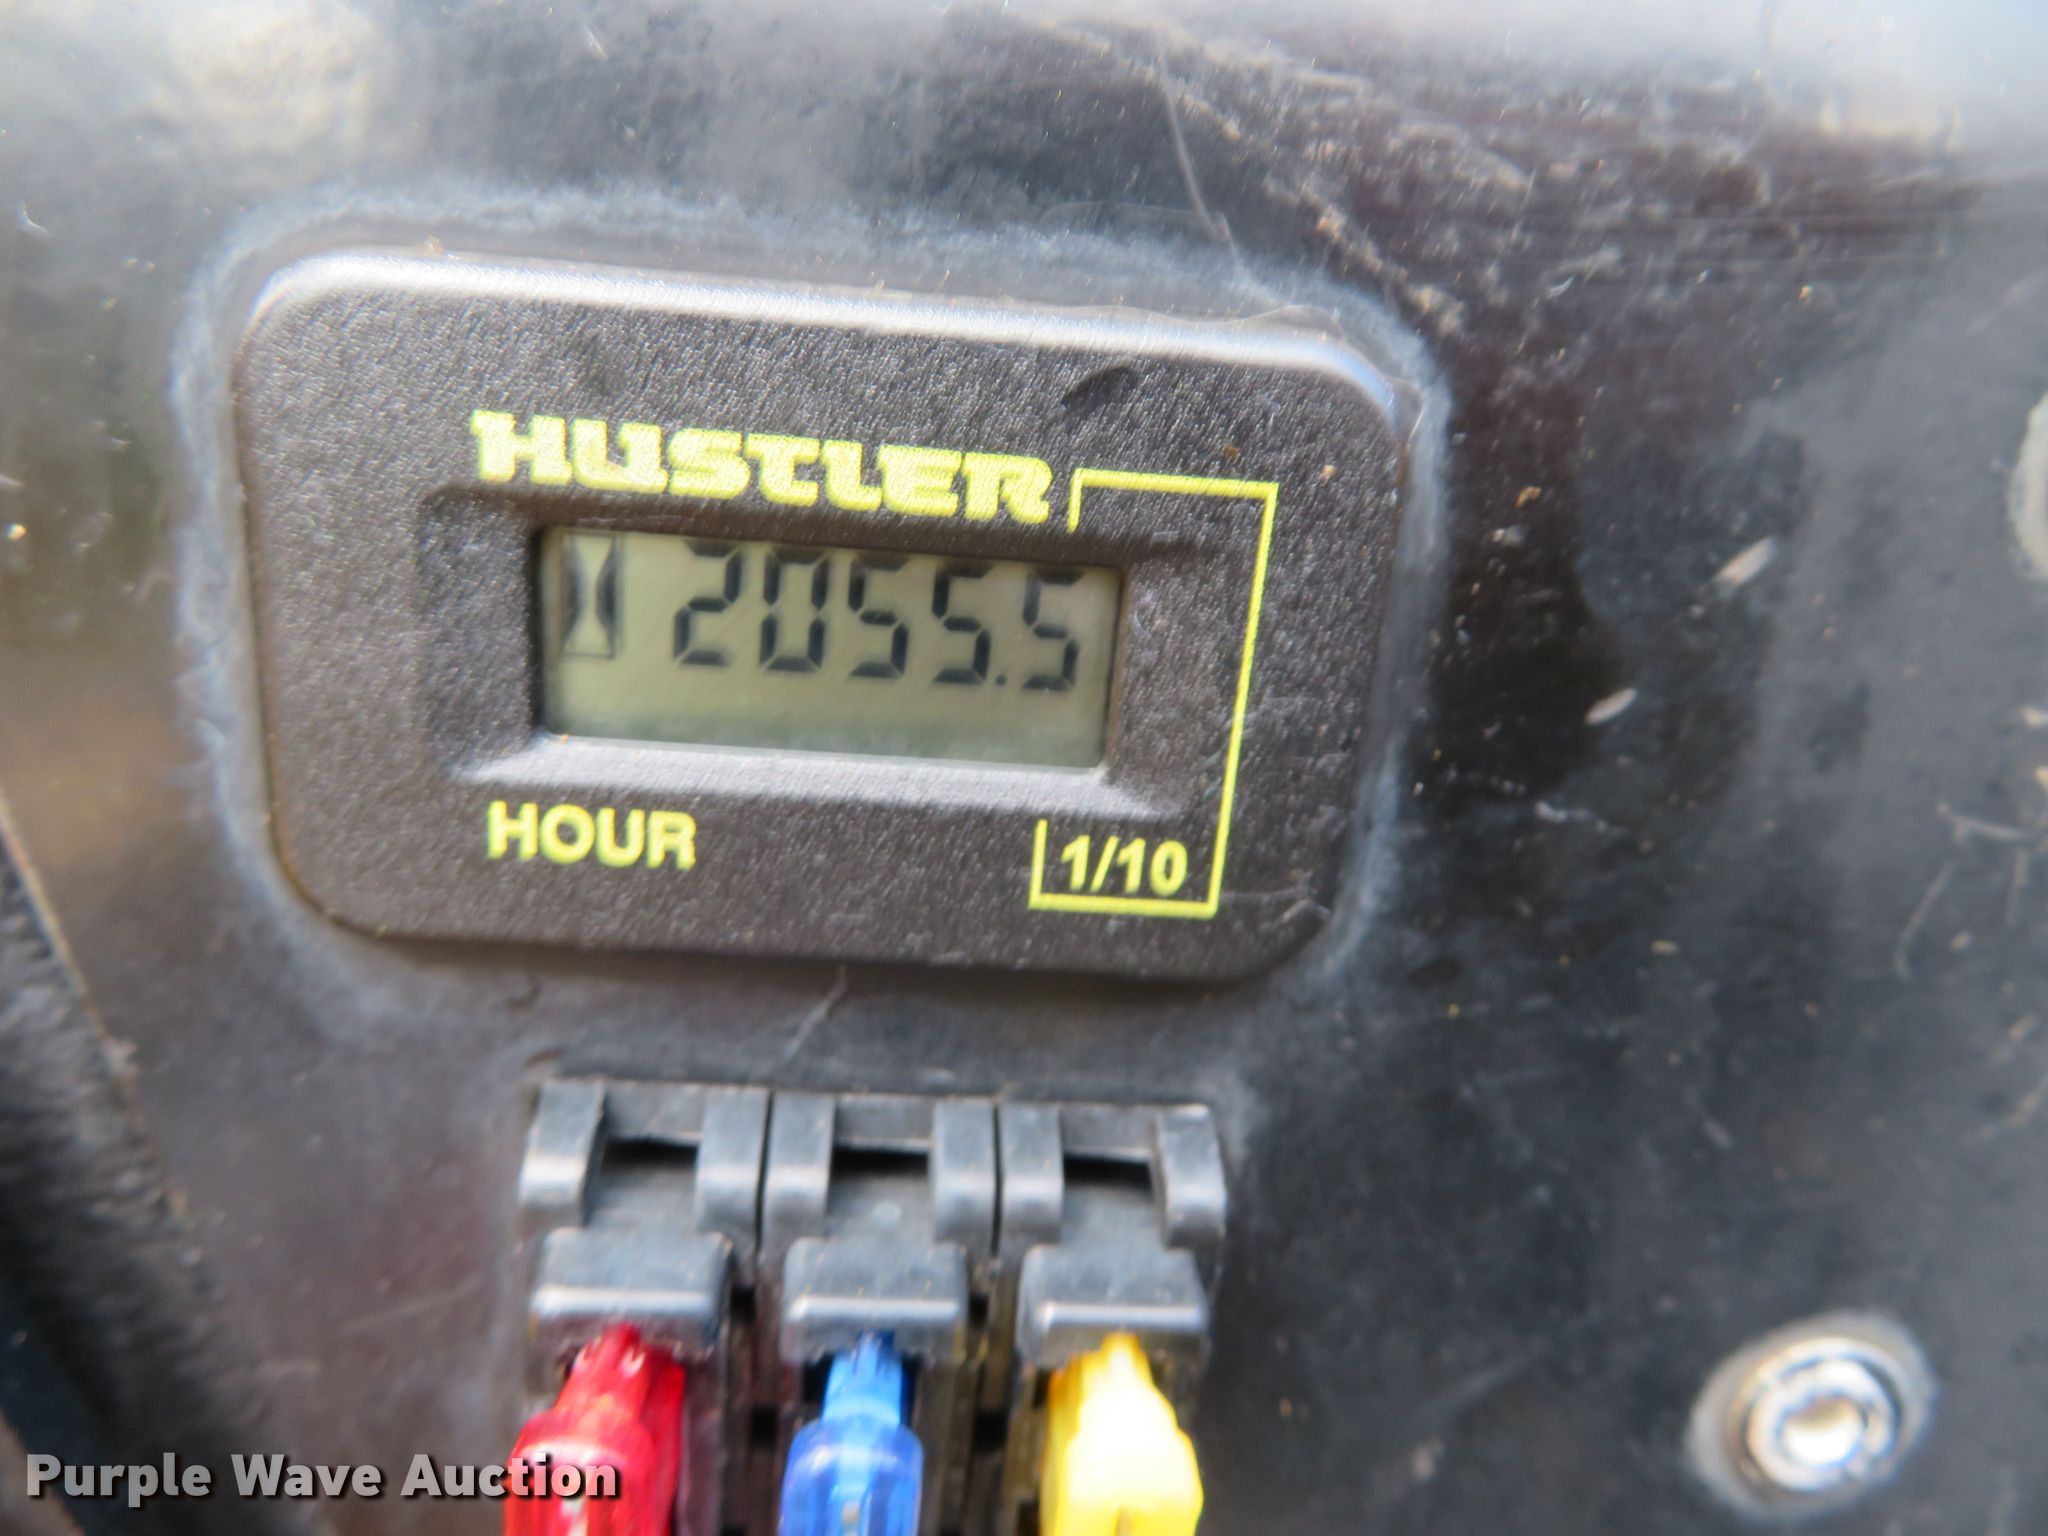 HUSTLER
2055.5
HOUR
1/10
Purple Wave Auction